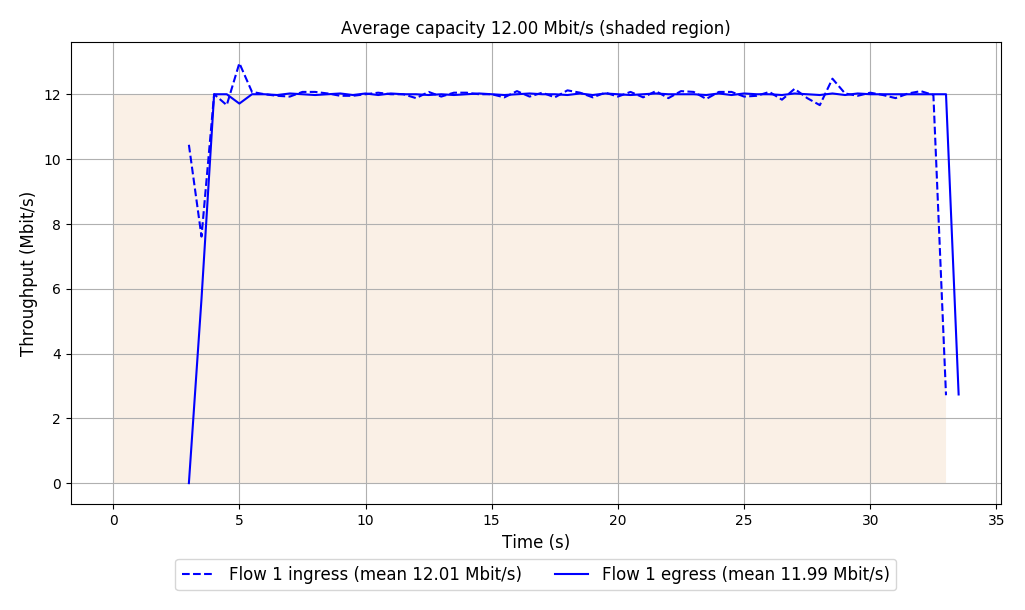 Average capacity 12.00 Mbit/s (shaded region)
Throughput (Mbit/s)
12
10
8
6
4
2
0
0 5 10 15 20 25 30 35
Time (s)
Flow 1 ingress (mean 12.01 Mbit/s) Flow 1 egress (mean 11.99 Mbit/s)